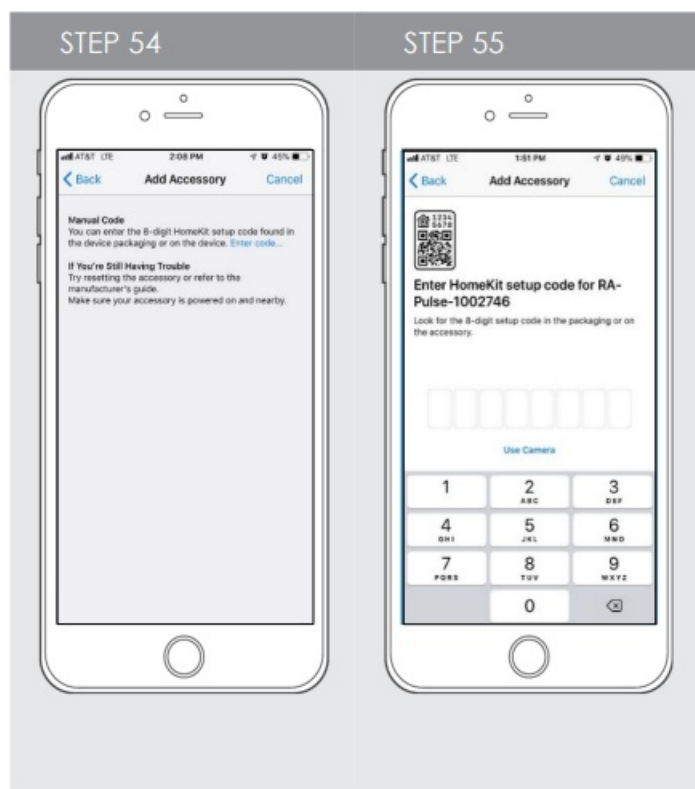 STEP 54
AT&T LTE 2:08 PM 45%
Back Add Accessory Cancel
Manual Code
You can enter the 8-digit HomeKit setup code found in
the device packaging or on the device. Enter code...
If You're Still Having Trouble
Try resetting the accessory or refer to the
manufacturer's guide.
Make sure your accessory is powered on and nearby.
STEP 55
AT&T LTE 1:51 PM 49%
Back Add Accessory Cancel
1234
5678
Enter HomeKit setup code for RA-
Pulse-1002746
Look for the 8-digit setup code in the packaging or on
the accessory.
Use Camera
1 2 3
ABC DEF
4 5 6
GHI JKL MNO
7 8 9
PQRS TUV WXYZ
0